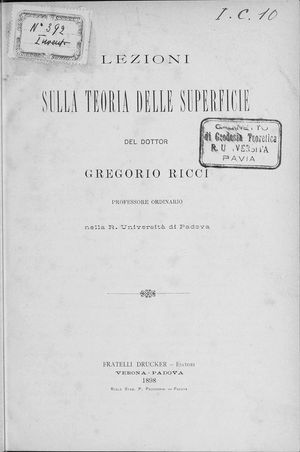 I. C. 10
N° 392
Invent
LEZIONI
SULLA TEORIA DELLE SUPERFICIE
DEL DOTTOR
di Geodesia Teoretica
R. UNIVERSITÀ
PAVIA
GREGORIO RICCI
PROFESSORE ORDINARIO
nella R. Università di Padova
FRATELLI DRUCKER — Editori
VERONA-PADOVA
1898